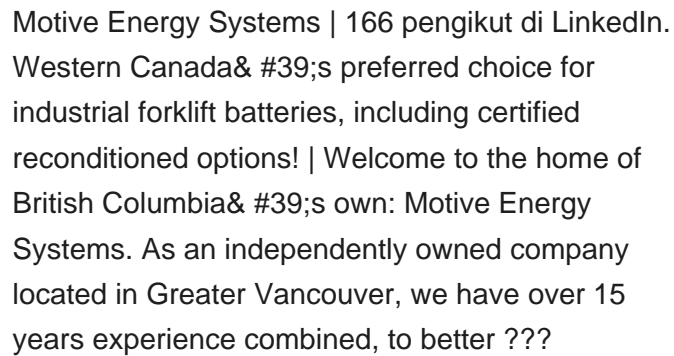 Motive Energy Systems | 166 pengikut di LinkedIn.
Western Canada& #39;s preferred choice for
industrial forklift batteries, including certified
reconditioned options! | Welcome to the home of
British Columbia& #39;s own: Motive Energy
Systems. As an independently owned company
located in Greater Vancouver, we have over 15
years experience combined, to better ???